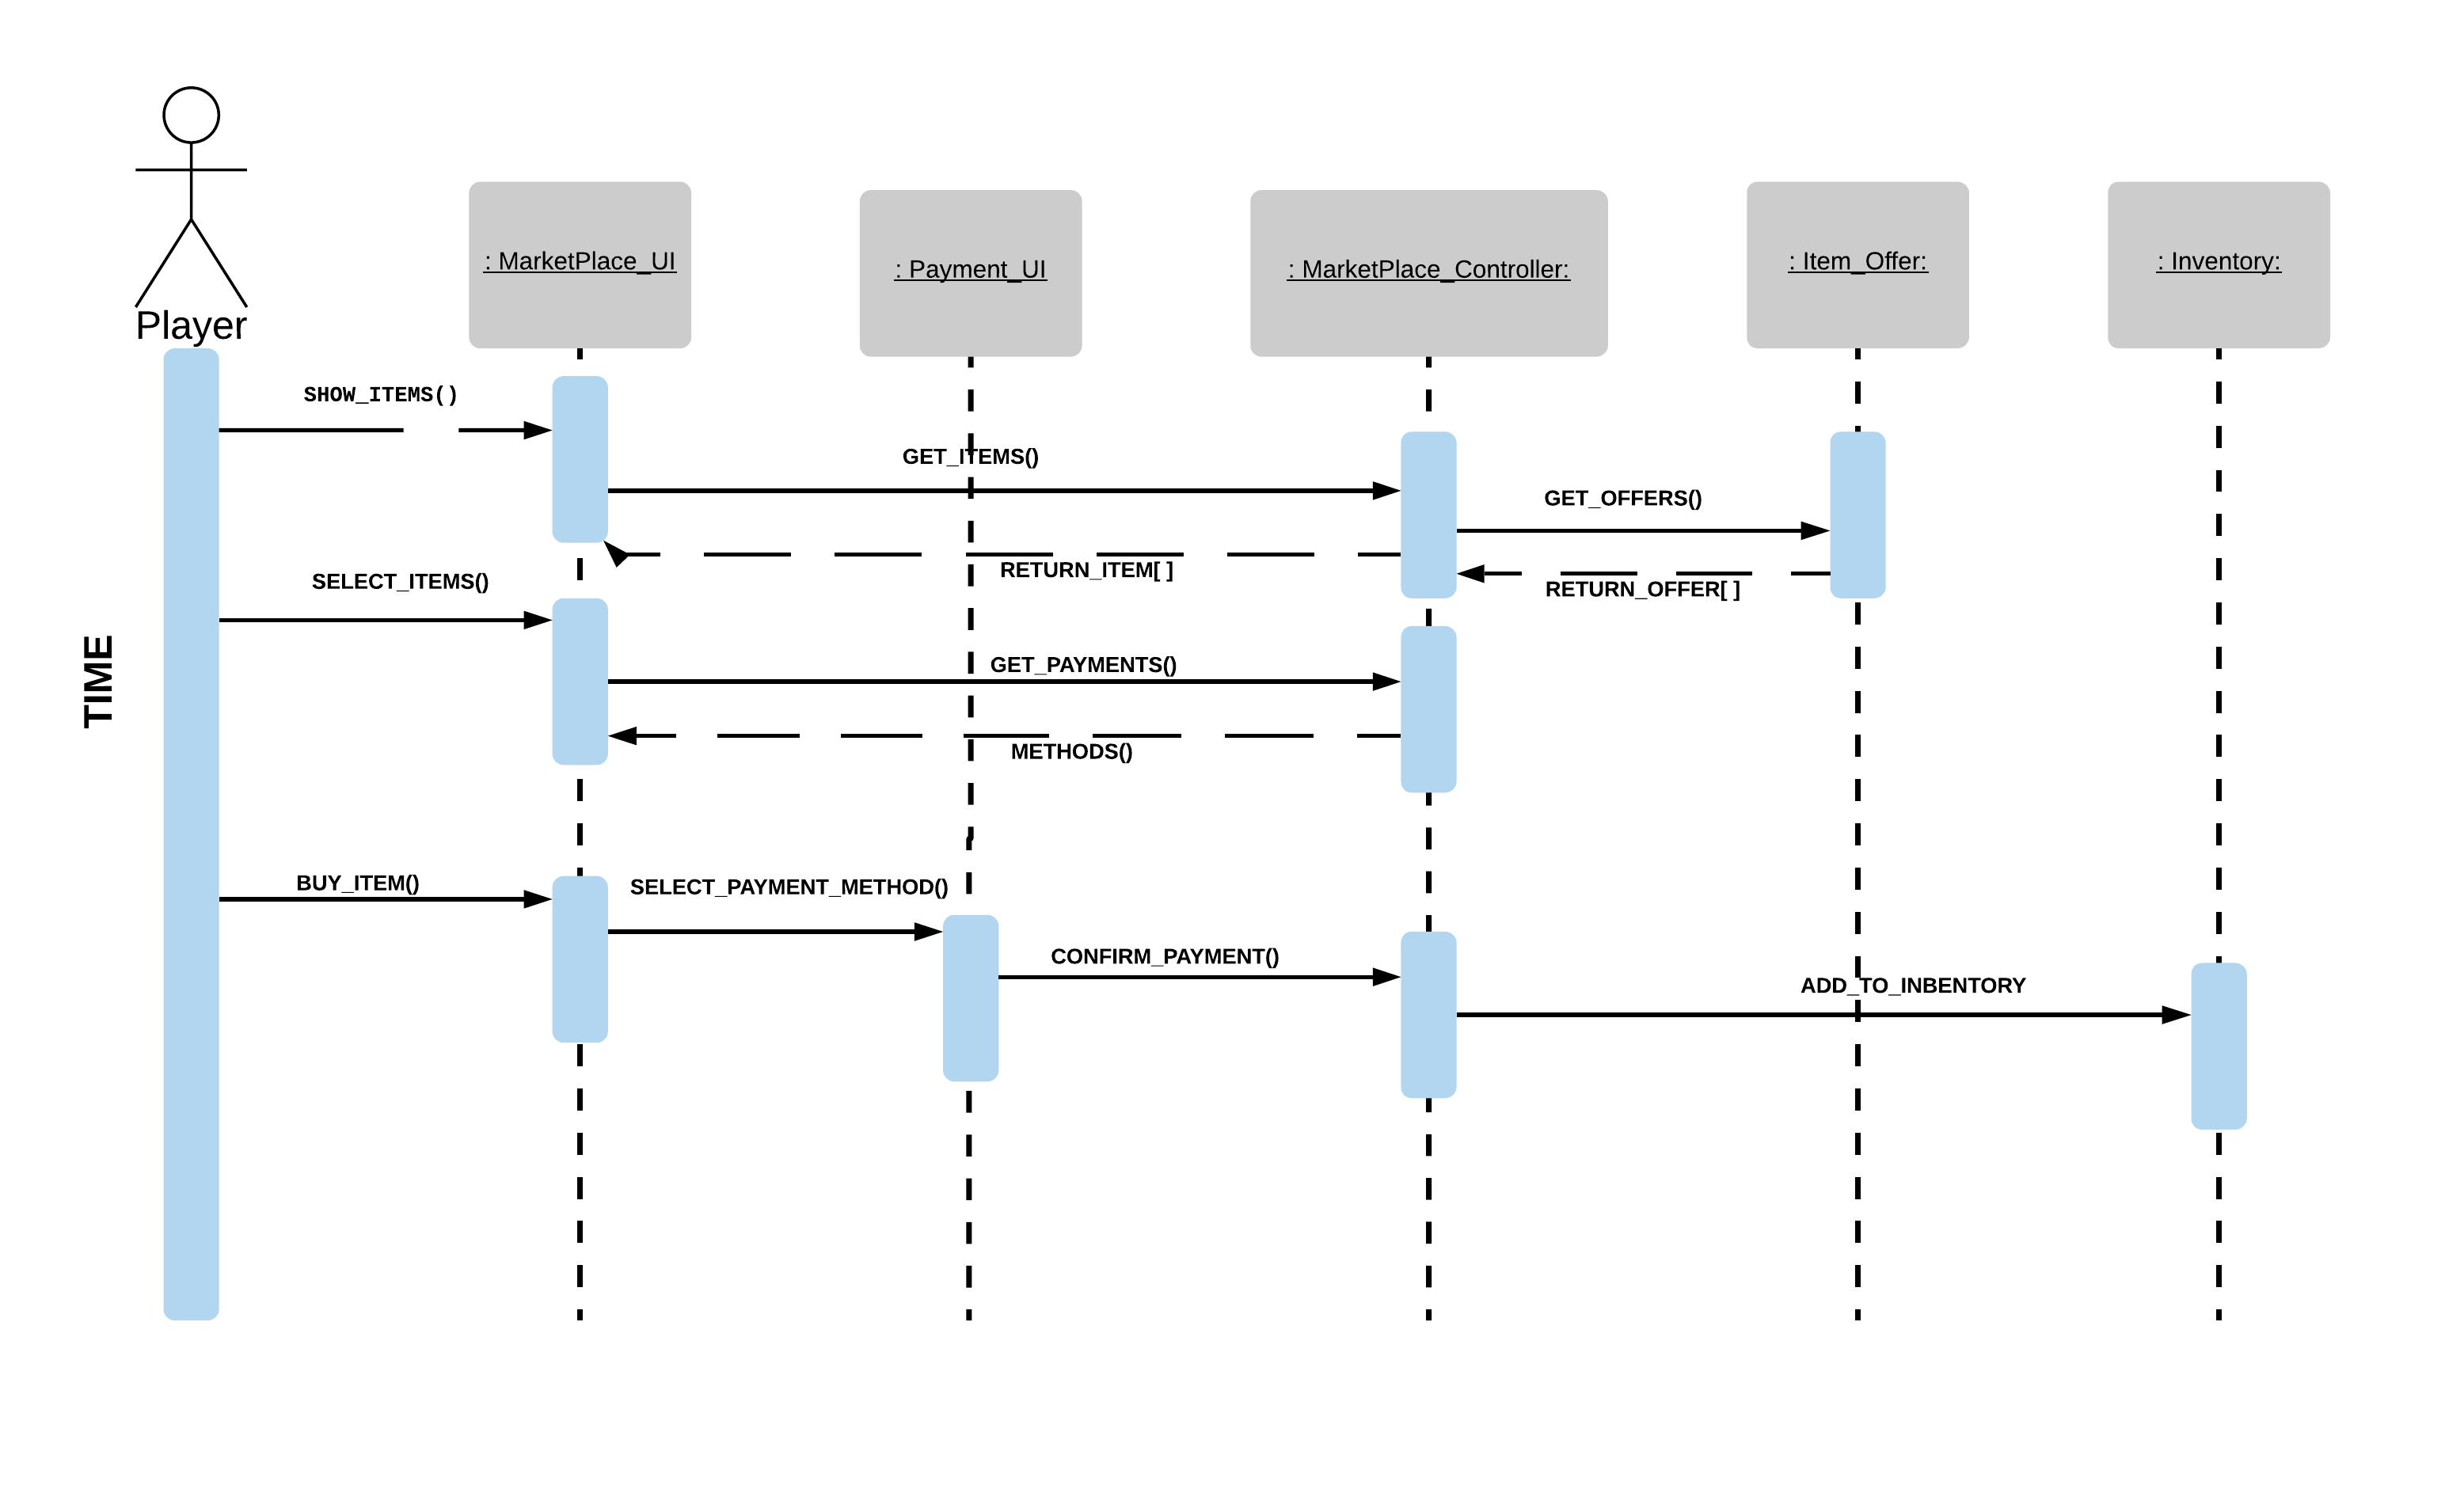 Player
: MarketPlace_UI
: Payment_UI
: MarketPlace_Controller:
: Item_Offer:
: Inventory:
SHOW_ITEMS()
GET_ITEMS()
GET_OFFERS()
RETURN_ITEM[ ]
RETURN_OFFER[ ]
SELECT_ITEMS()
TIME
GET_PAYMENTS()
METHODS()
BUY_ITEM()
SELECT_PAYMENT_METHOD()
CONFIRM_PAYMENT()
ADD_TO_INBENTORY